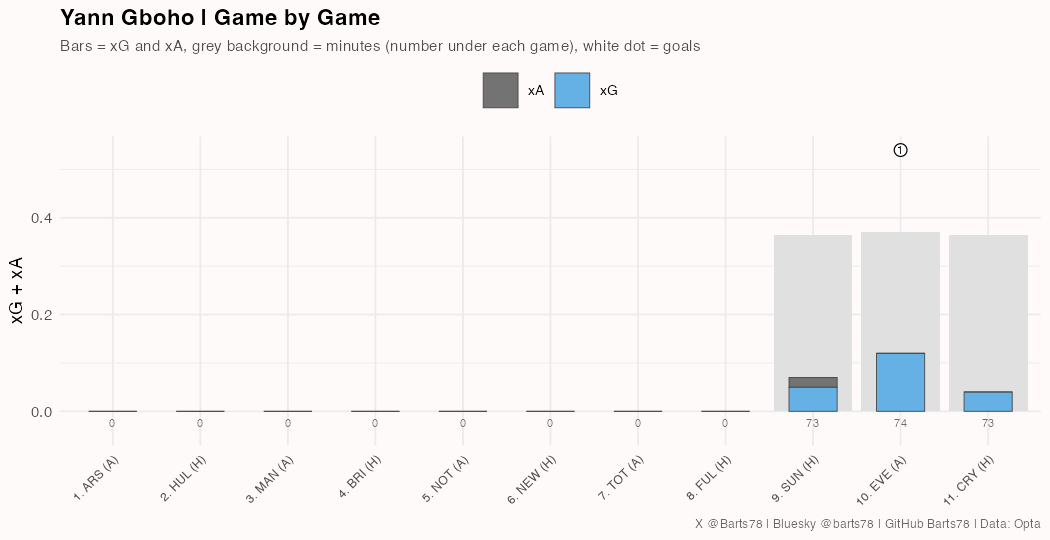 Yann Gboho | Game by Game
Bars = xG and xA, grey background = minutes (number under each game), white dot = goals
xA xG
1
xG + xA
0.4
0.2
0.0
0 0 0 0 0 0 0 0 73 74 73
1. ARS (A) 2. HUL (H) 3. MAN (A) 4. BRI (H) 5. NOT (A) 6. NEW (H) 7. TOT (A) 8. FUL (H) 9. SUN (H) 10. EVE (A) 11. CRY (H)
X @Barts78 | Bluesky @barts78 | GitHub Barts78 | Data: Opta